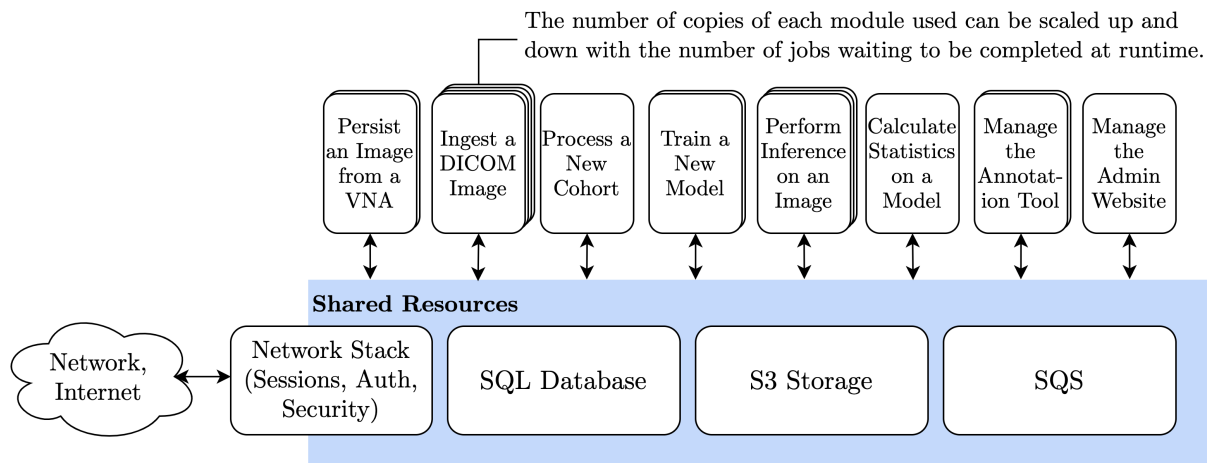 The number of copies of each module used can be scaled up and
down with the number of jobs waiting to be completed at runtime.
Persist
an Image
from a
VNA
Ingest a
DICOM
Image
Process a
New
Cohort
Train a
New
Model
Perform
Inference
on an
Image
Calculate
Statistics
on a
Model
Manage
the
Annotat-
ion Tool
Manage
the
Admin
Website
Shared Resources
Network,
Internet
Network Stack
(Sessions, Auth,
Security)
SQL Database
S3 Storage
SQS